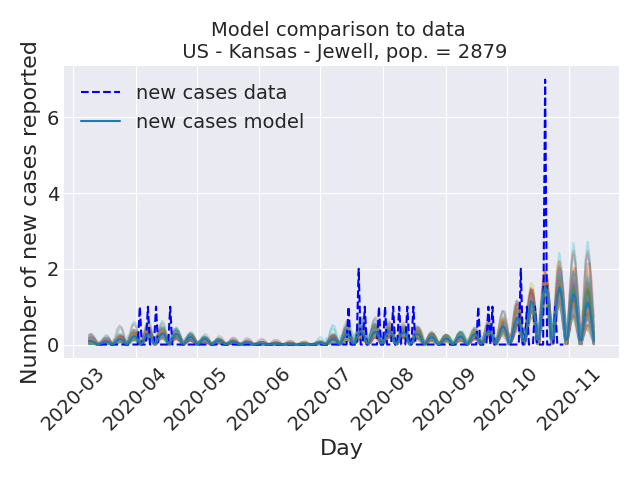 Model comparison to data
US - Kansas - Jewell, pop. = 2879
new cases data
new cases model
Number of new cases reported
6
4
2
0
2020-03
2020-04
2020-05
2020-06
2020-07
2020-08
2020-09
2020-10
2020-11
Day